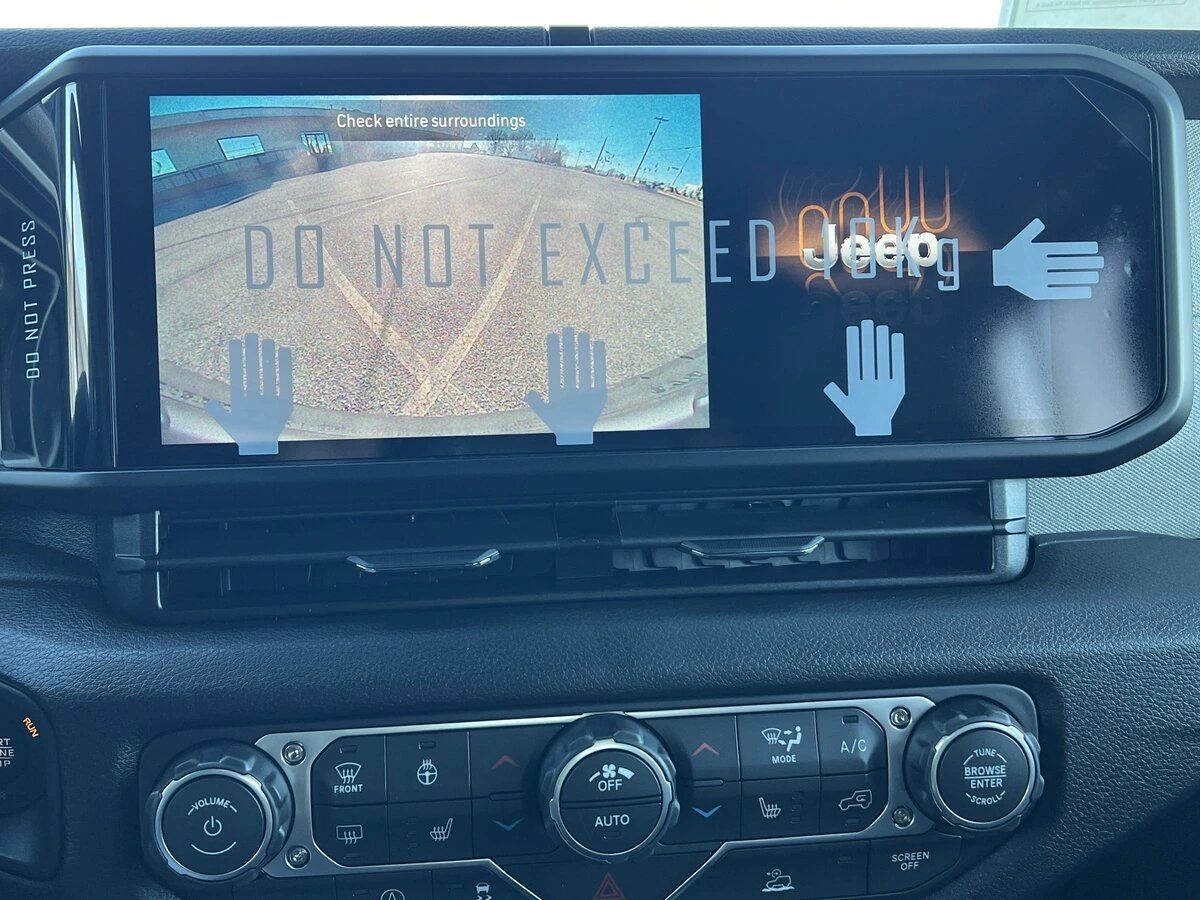 Check entire surroundings
DO NOT EXCEED 10Kg
Jeep
DO NOT PRESS
RUN
VOLUME
FRONT
OFF
AUTO
MODE
A/C
TUNE
BROWSE
ENTER
SCROLL
SCREEN
OFF